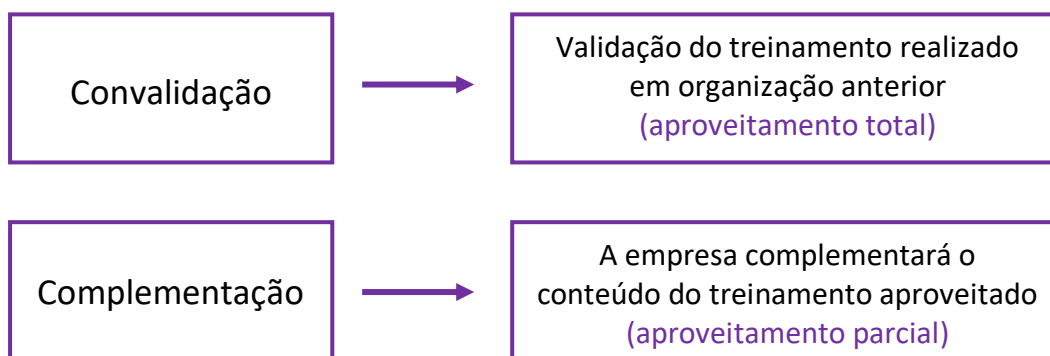 Convalidação
Validação do treinamento realizado
em organização anterior
(aproveitamento total)
Complementação
A empresa complementará o
conteúdo do treinamento aproveitado
(aproveitamento parcial)